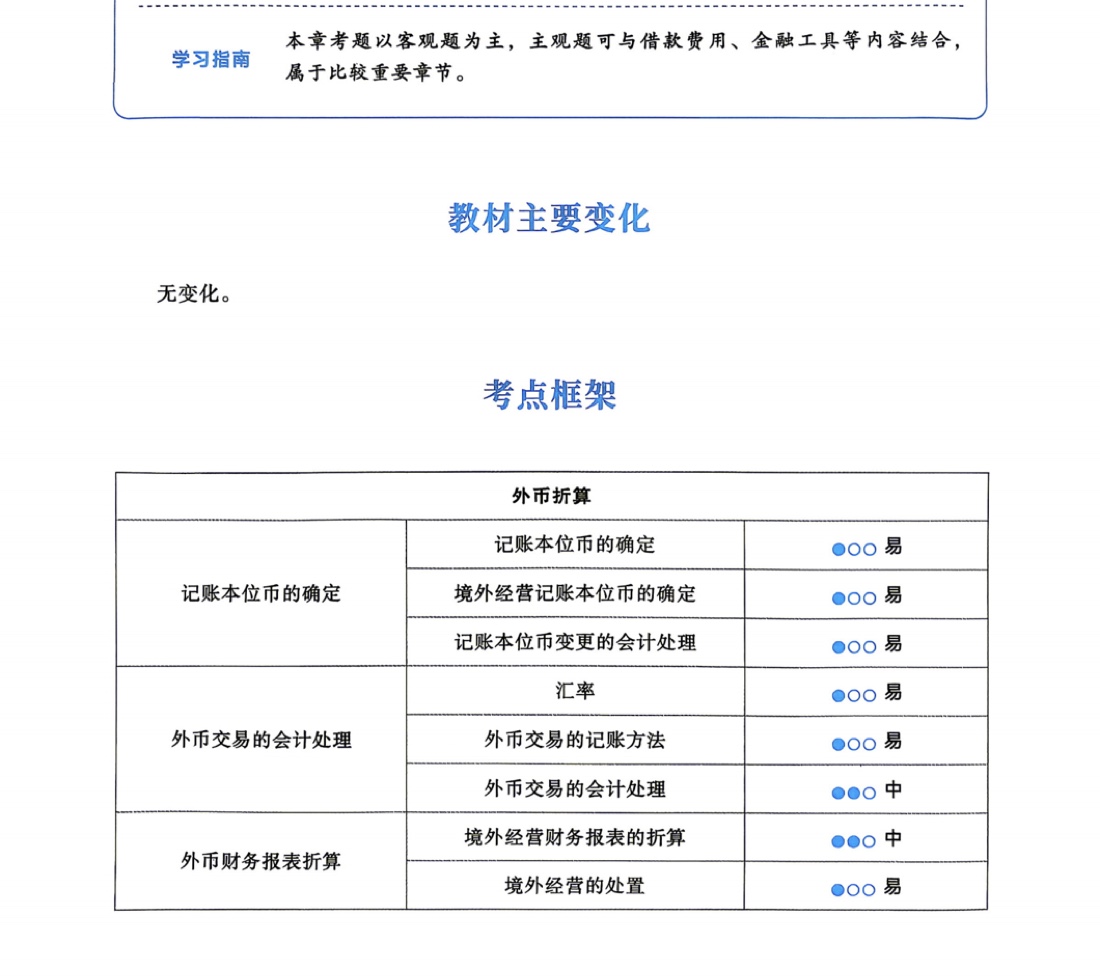 学习指南
本章考题以客观题为主，主观题可与借款费用、金融工具等内容结合，
属于比较重要章节。
教材主要变化
无变化。
考点框架
外币折算
记账本位币的确定
记账本位币的确定
易
境外经营记账本位币的确定
易
记账本位币变更的会计处理
易
外币交易的会计处理
汇率
易
外币交易的记账方法
易
外币交易的会计处理
中
外币财务报表折算
境外经营财务报表的折算
中
境外经营的处置
易